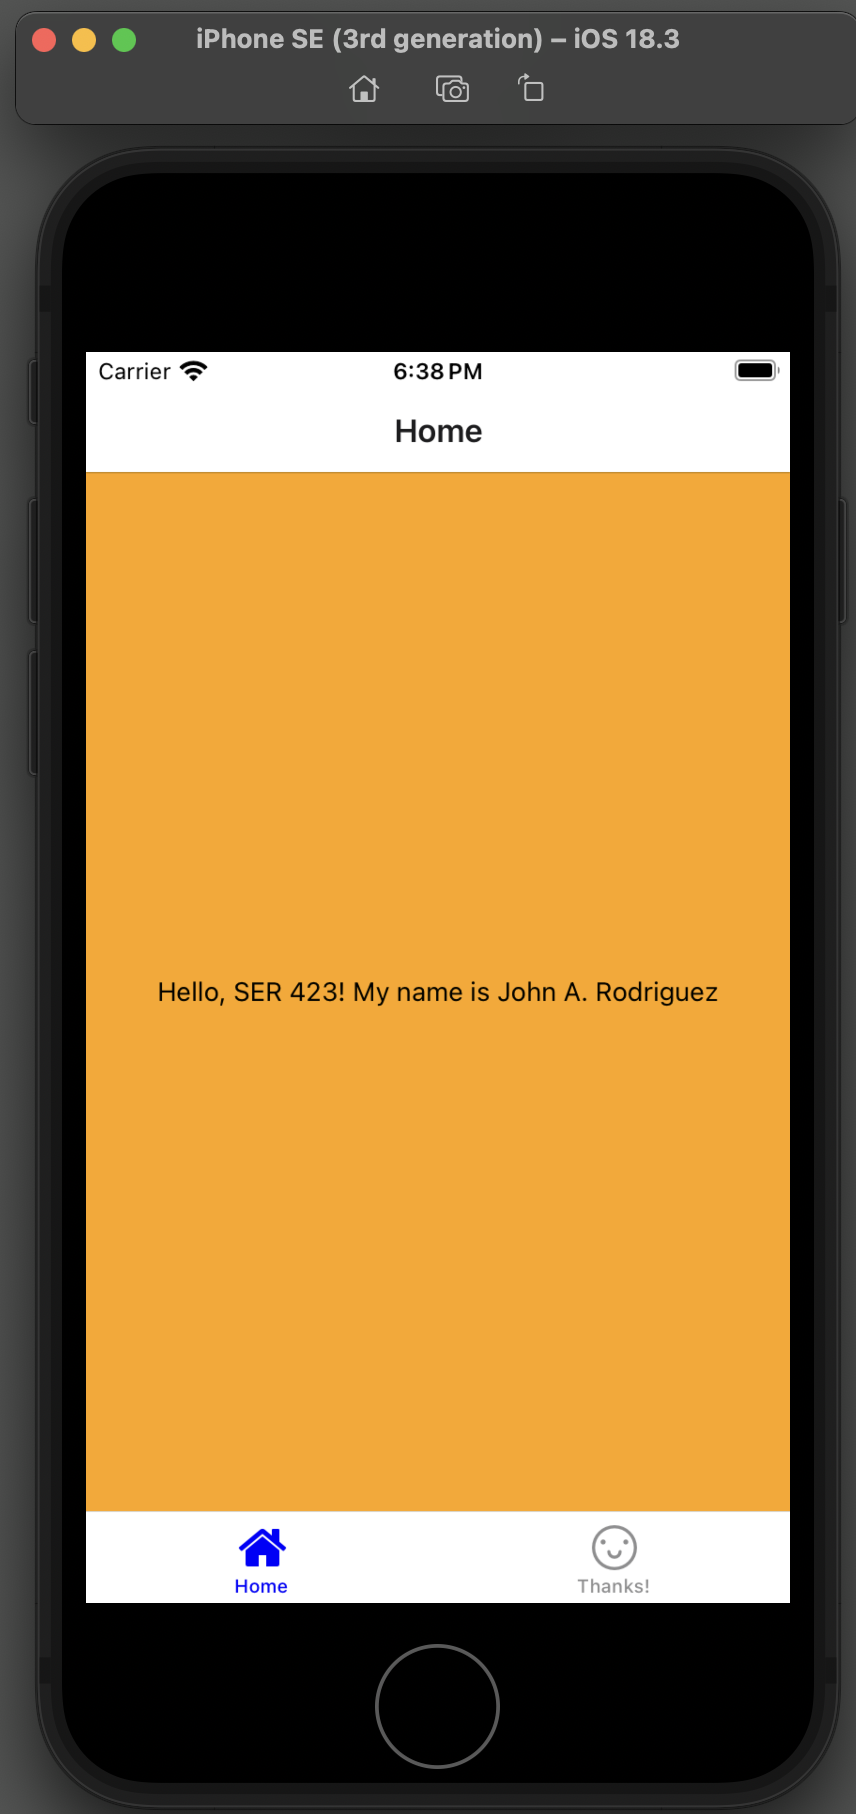 iPhone SE (3rd generation) – iOS 18.3
Carrier 6:38 PM
Home
Hello, SER 423! My name is John A. Rodriguez
Home Thanks!